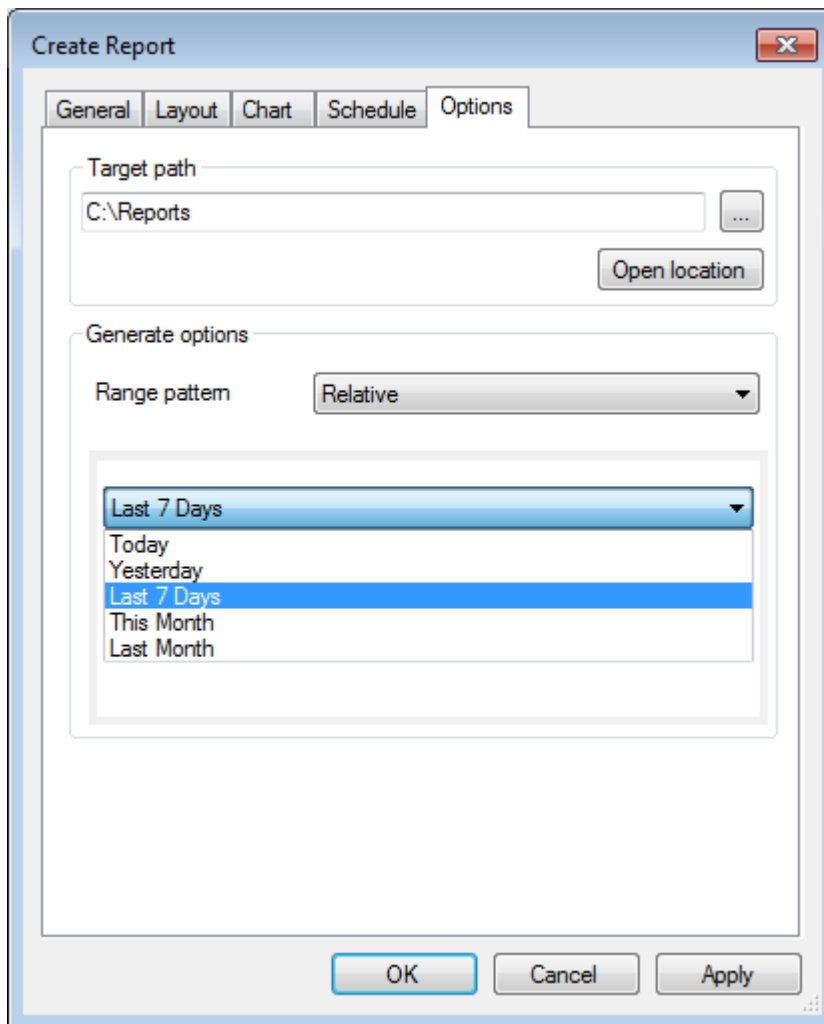 Create Report
General Layout Chart Schedule Options
Target path
C:\Reports ...
Open location
Generate options
Range pattern Relative
Last 7 Days
Today
Yesterday
Last 7 Days
This Month
Last Month
OK Cancel Apply